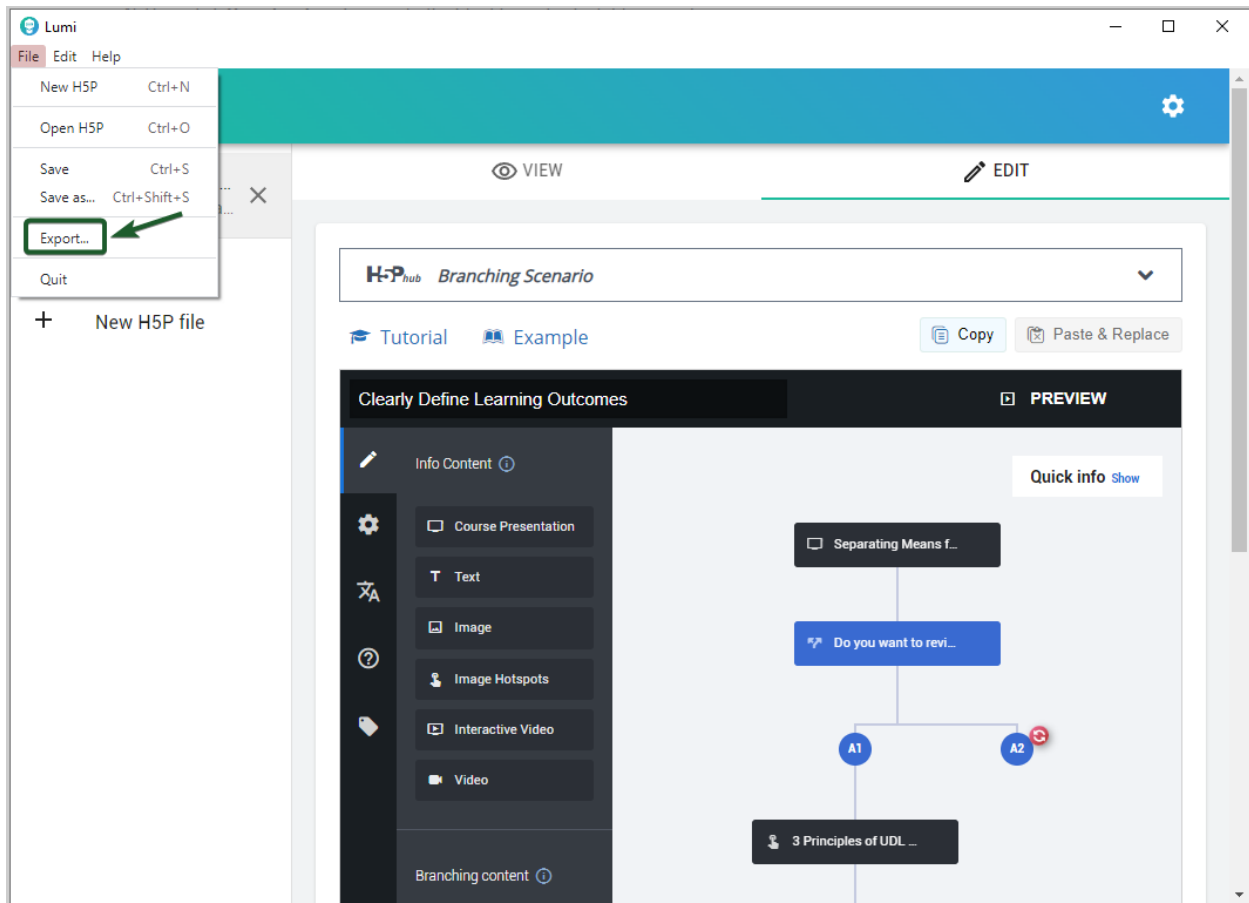 Lumi
File Edit Help
New H5P Ctrl+N
Open H5P Ctrl+O
Save Ctrl+S
Save as... Ctrl+Shift+S
Export...
Quit
New H5P file
VIEW
EDIT
H5P hub Branching Scenario
Tutorial
Example
Copy
Paste & Replace
Clearly Define Learning Outcomes
PREVIEW
Info Content
Quick info Show
Course Presentation
Text
Image
Image Hotspots
Interactive Video
Video
Branching content
Separating Means f...
Do you want to revi...
A1
A2
3 Principles of UDL ...